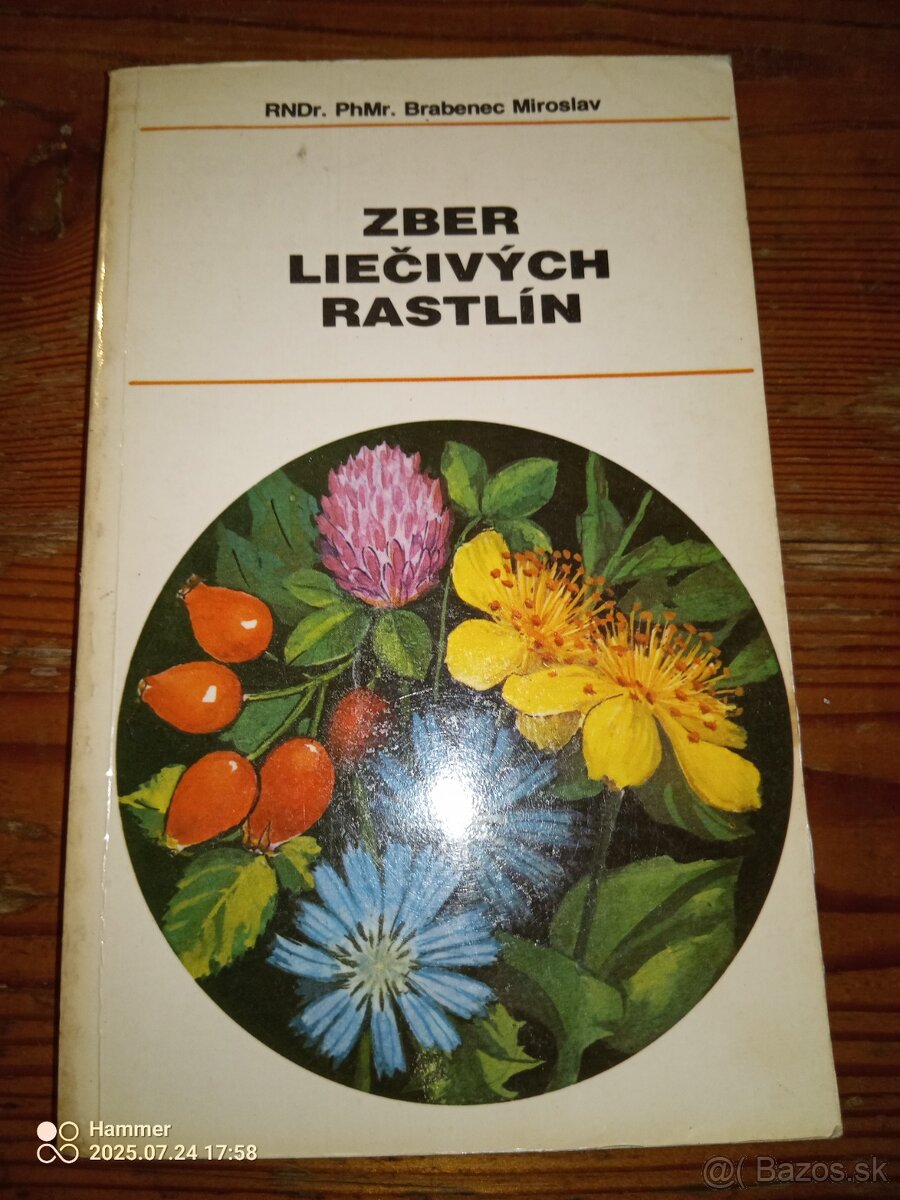 RNDr. PhMr. Brabenec Miroslav
ZBER
LIEČIVÝCH
RASTLÍN
Hammer
2025.07.24 17:58
@( Bazos.sk